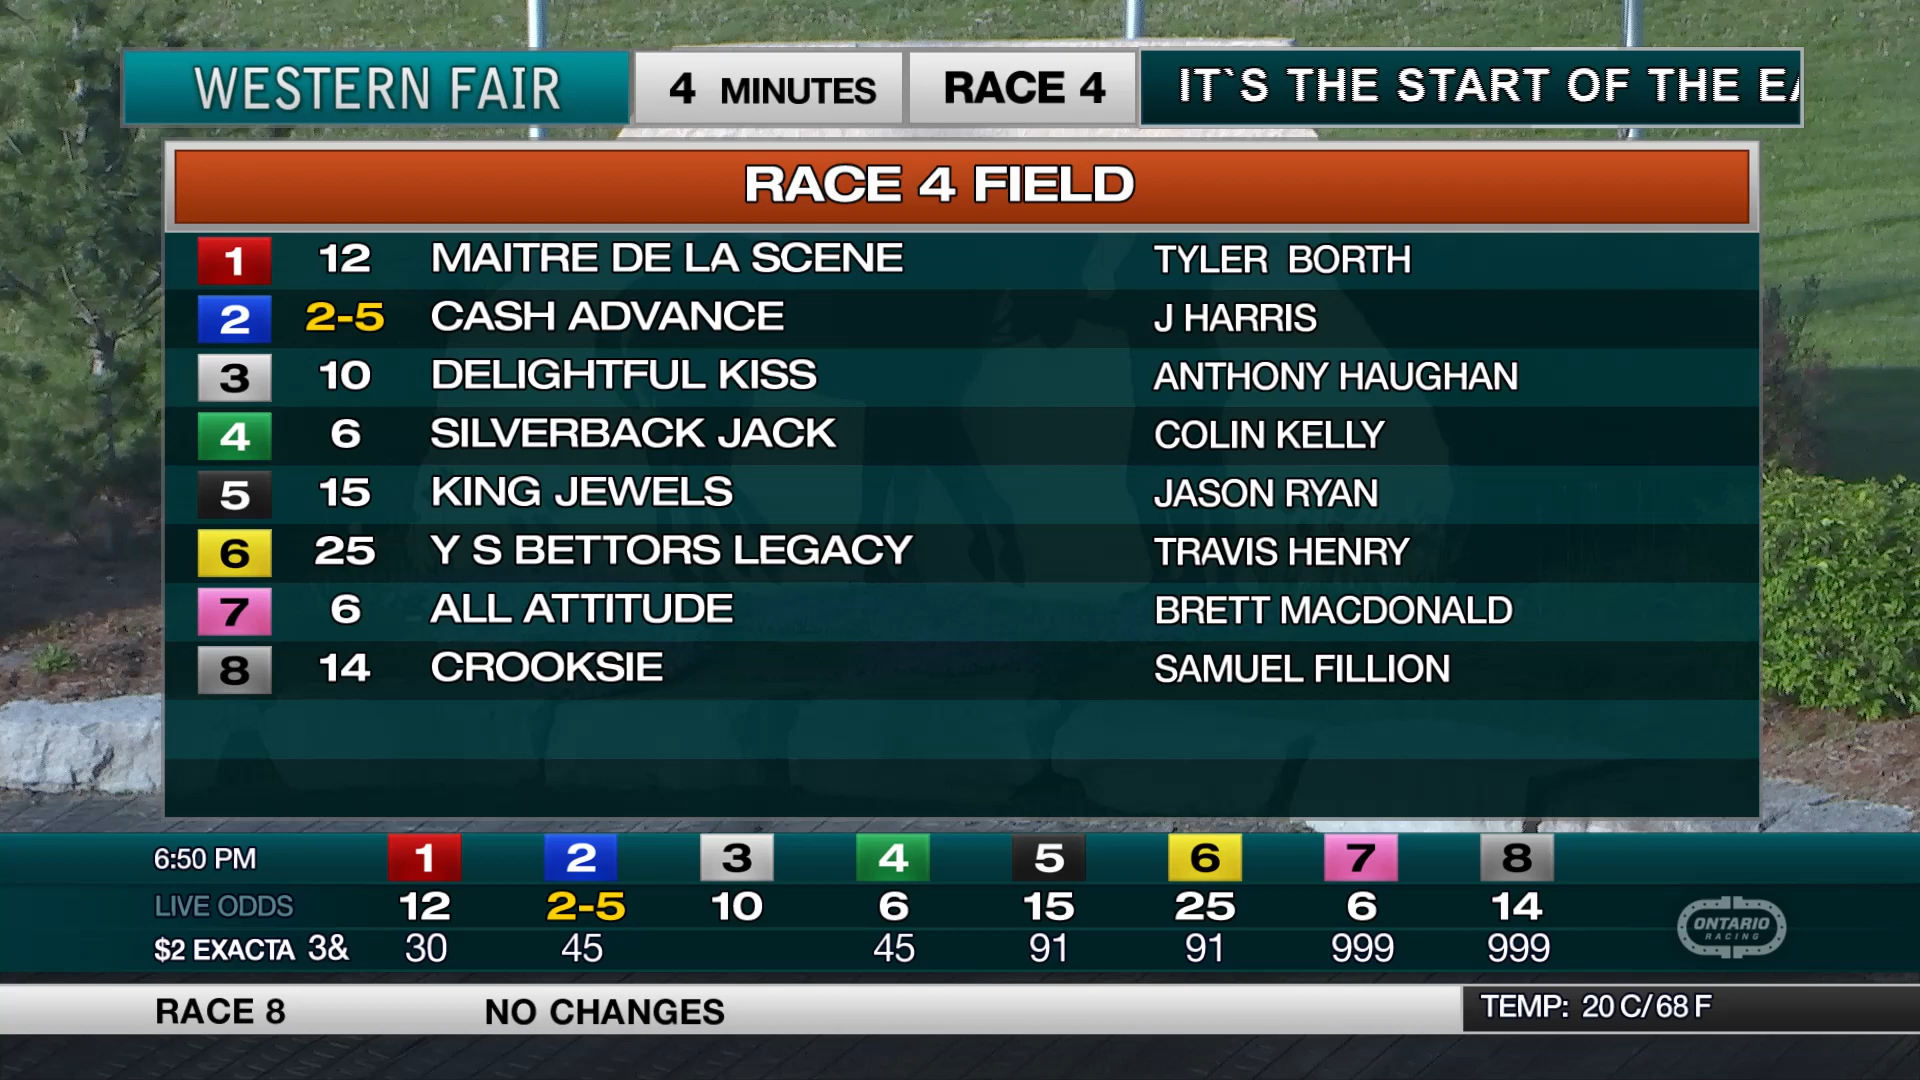 WESTERN FAIR 4 MINUTES RACE 4 IT`S THE START OF THE EA
RACE 4 FIELD
1 12 MAITRE DE LA SCENE TYLER BORTH
2 2-5 CASH ADVANCE J HARRIS
3 10 DELIGHTFUL KISS ANTHONY HAUGHAN
4 6 SILVERBACK JACK COLIN KELLY
5 15 KING JEWELS JASON RYAN
6 25 Y S BETTORS LEGACY TRAVIS HENRY
7 6 ALL ATTITUDE BRETT MACDONALD
8 14 CROOKSIE SAMUEL FILLION
6:50 PM 1 2 3 4 5 6 7 8
LIVE ODDS 12 2-5 10 6 15 25 6 14
$2 EXACTA 3& 30 45 45 91 91 999 999
ONTARIO
RACING
RACE 8 NO CHANGES TEMP: 20 C/68 F